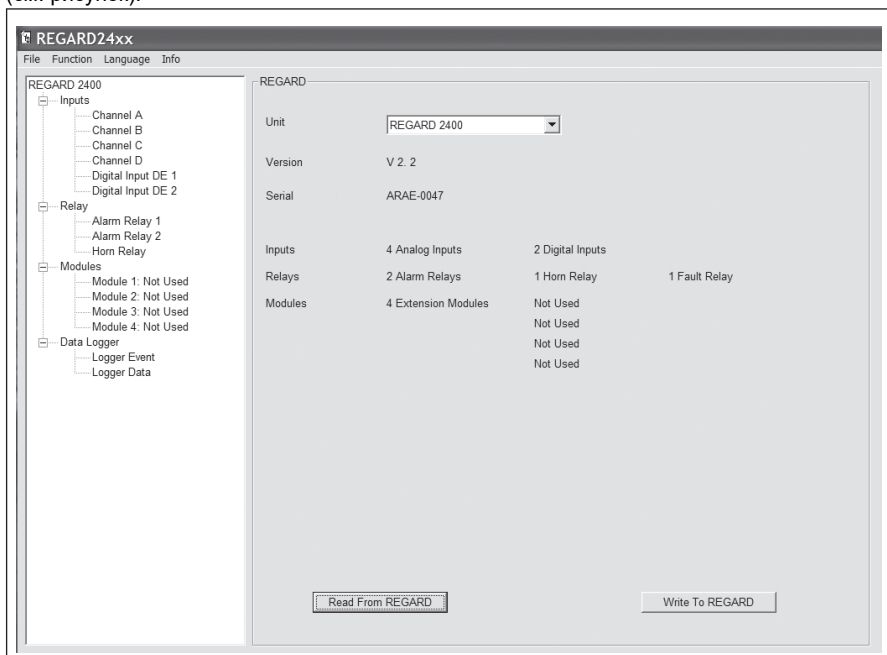 REGARD24xx
File Function Language Info
REGARD 2400
Inputs
Channel A
Channel B
Channel C
Channel D
Digital Input DE 1
Digital Input DE 2
Relay
Alarm Relay 1
Alarm Relay 2
Horn Relay
Modules
Module 1: Not Used
Module 2: Not Used
Module 3: Not Used
Module 4: Not Used
Data Logger
Logger Event
Logger Data
REGARD
Unit REGARD 2400
Version V 2. 2
Serial ARAE-0047
Inputs 4 Analog Inputs 2 Digital Inputs
Relays 2 Alarm Relays 1 Horn Relay 1 Fault Relay
Modules 4 Extension Modules Not Used
Not Used
Not Used
Not Used
Read From REGARD Write To REGARD